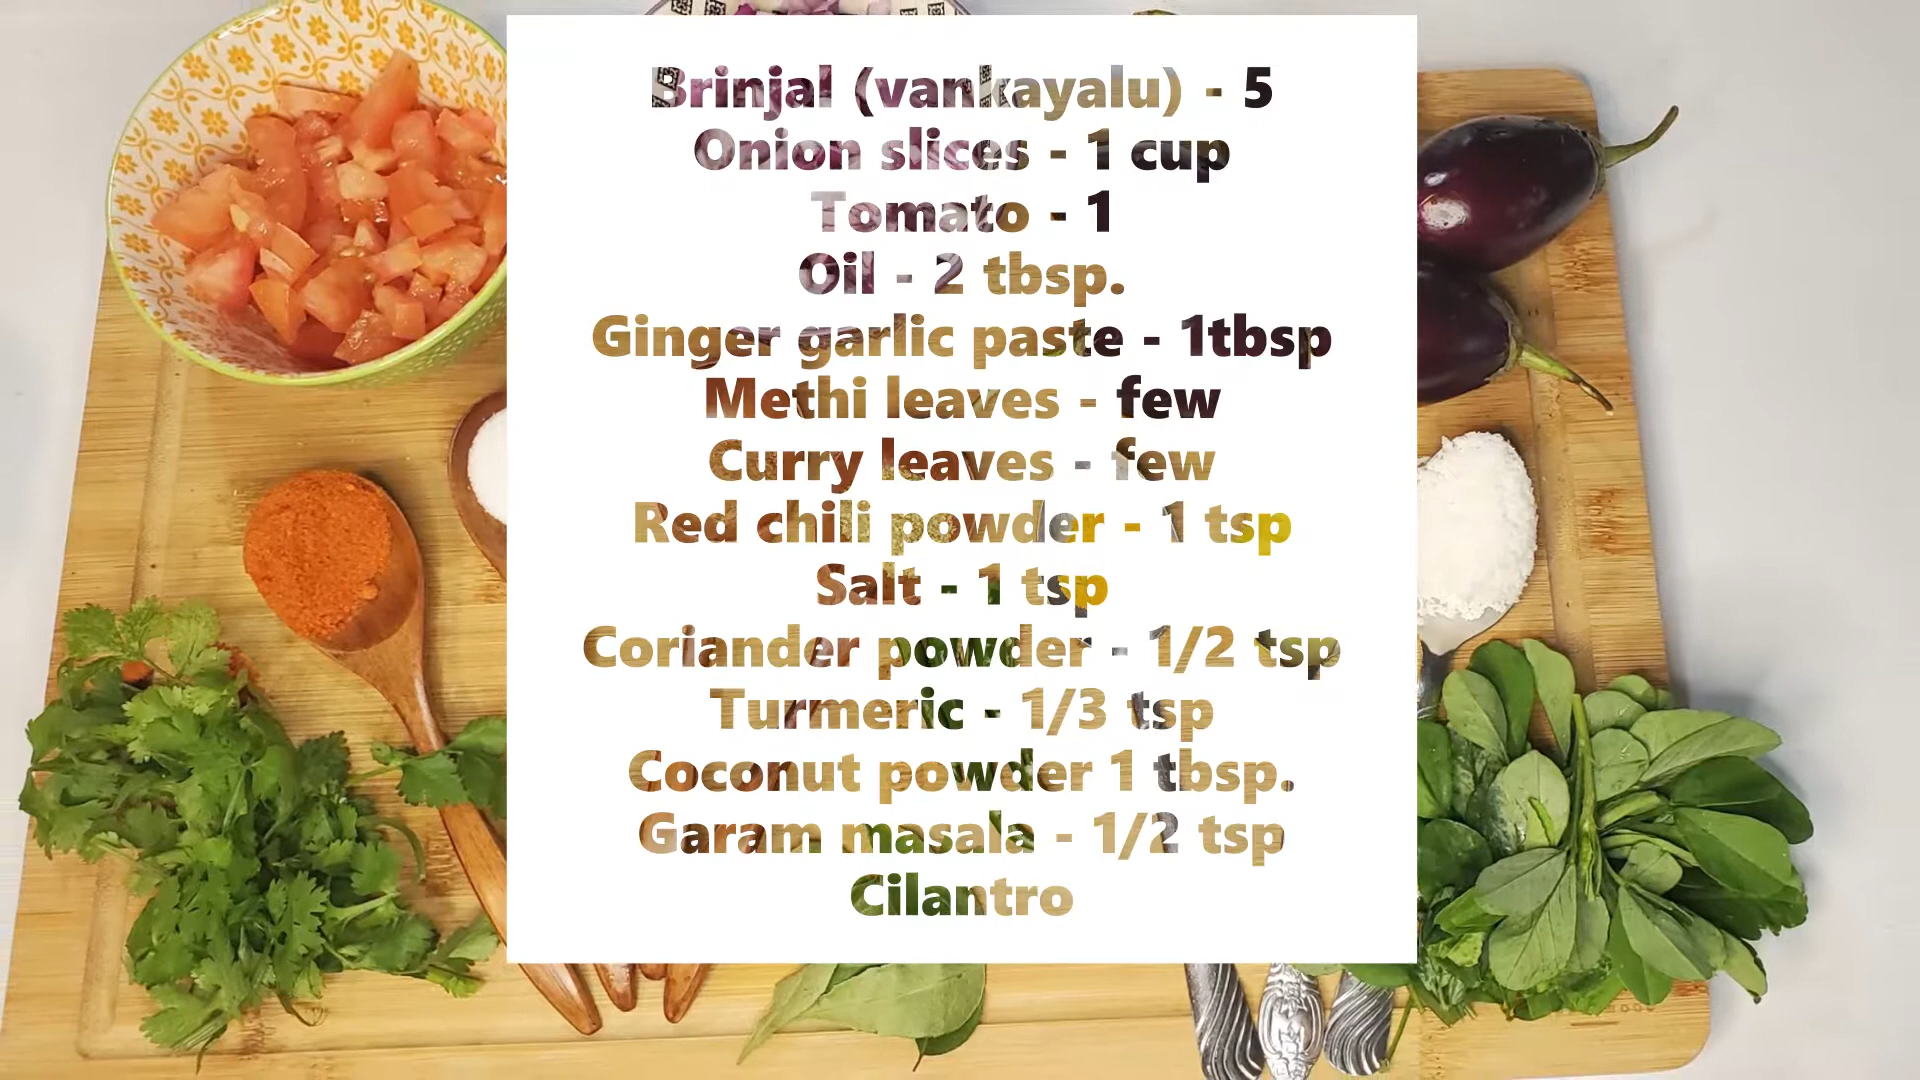 Brinjal (vankayalu) - 5
Onion slices - 1 cup
Tomato - 1
Oil - 2 tbsp.
Ginger garlic paste - 1tbsp
Methi leaves - few
Curry leaves - few
Red chili powder - 1 tsp
Salt - 1 tsp
Coriander powder - 1/2 tsp
Turmeric - 1/3 tsp
Coconut powder 1 tbsp.
Garam masala - 1/2 tsp
Cilantro